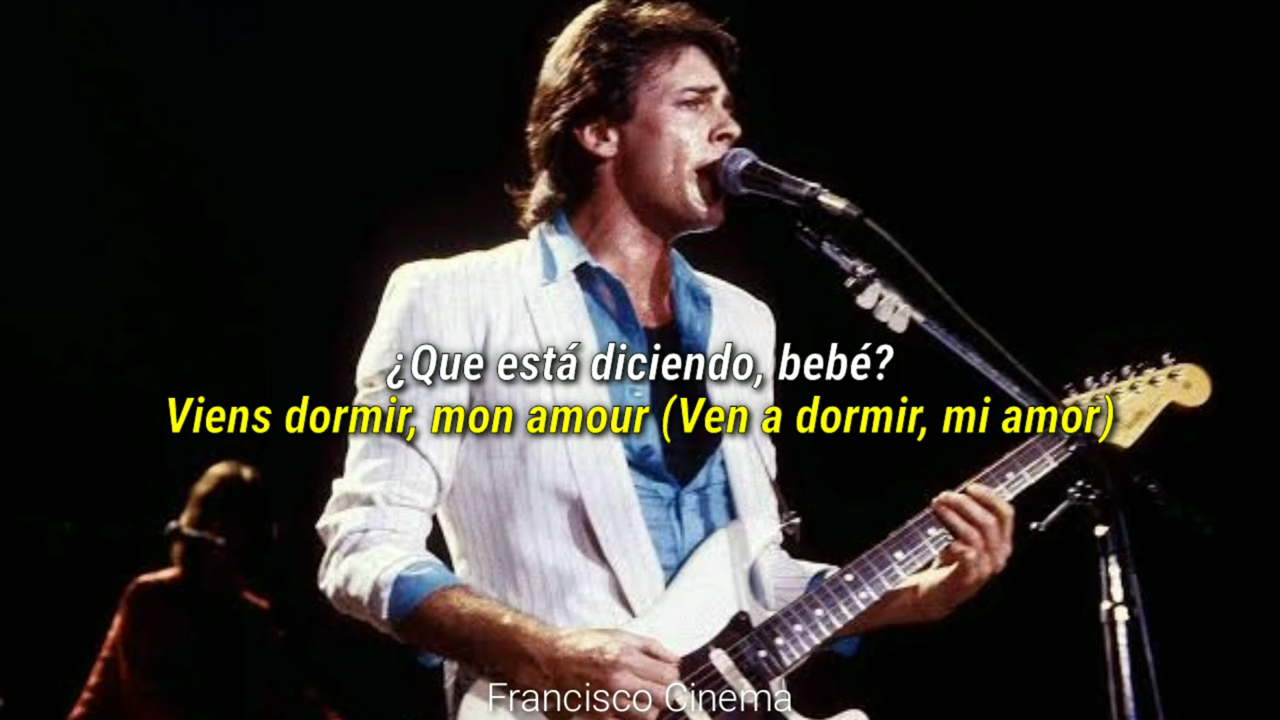 ¿Que está diciendo, bebé?
Viens dormir, mon amour (Ven a dormir, mi amor)
Francisco Cinema